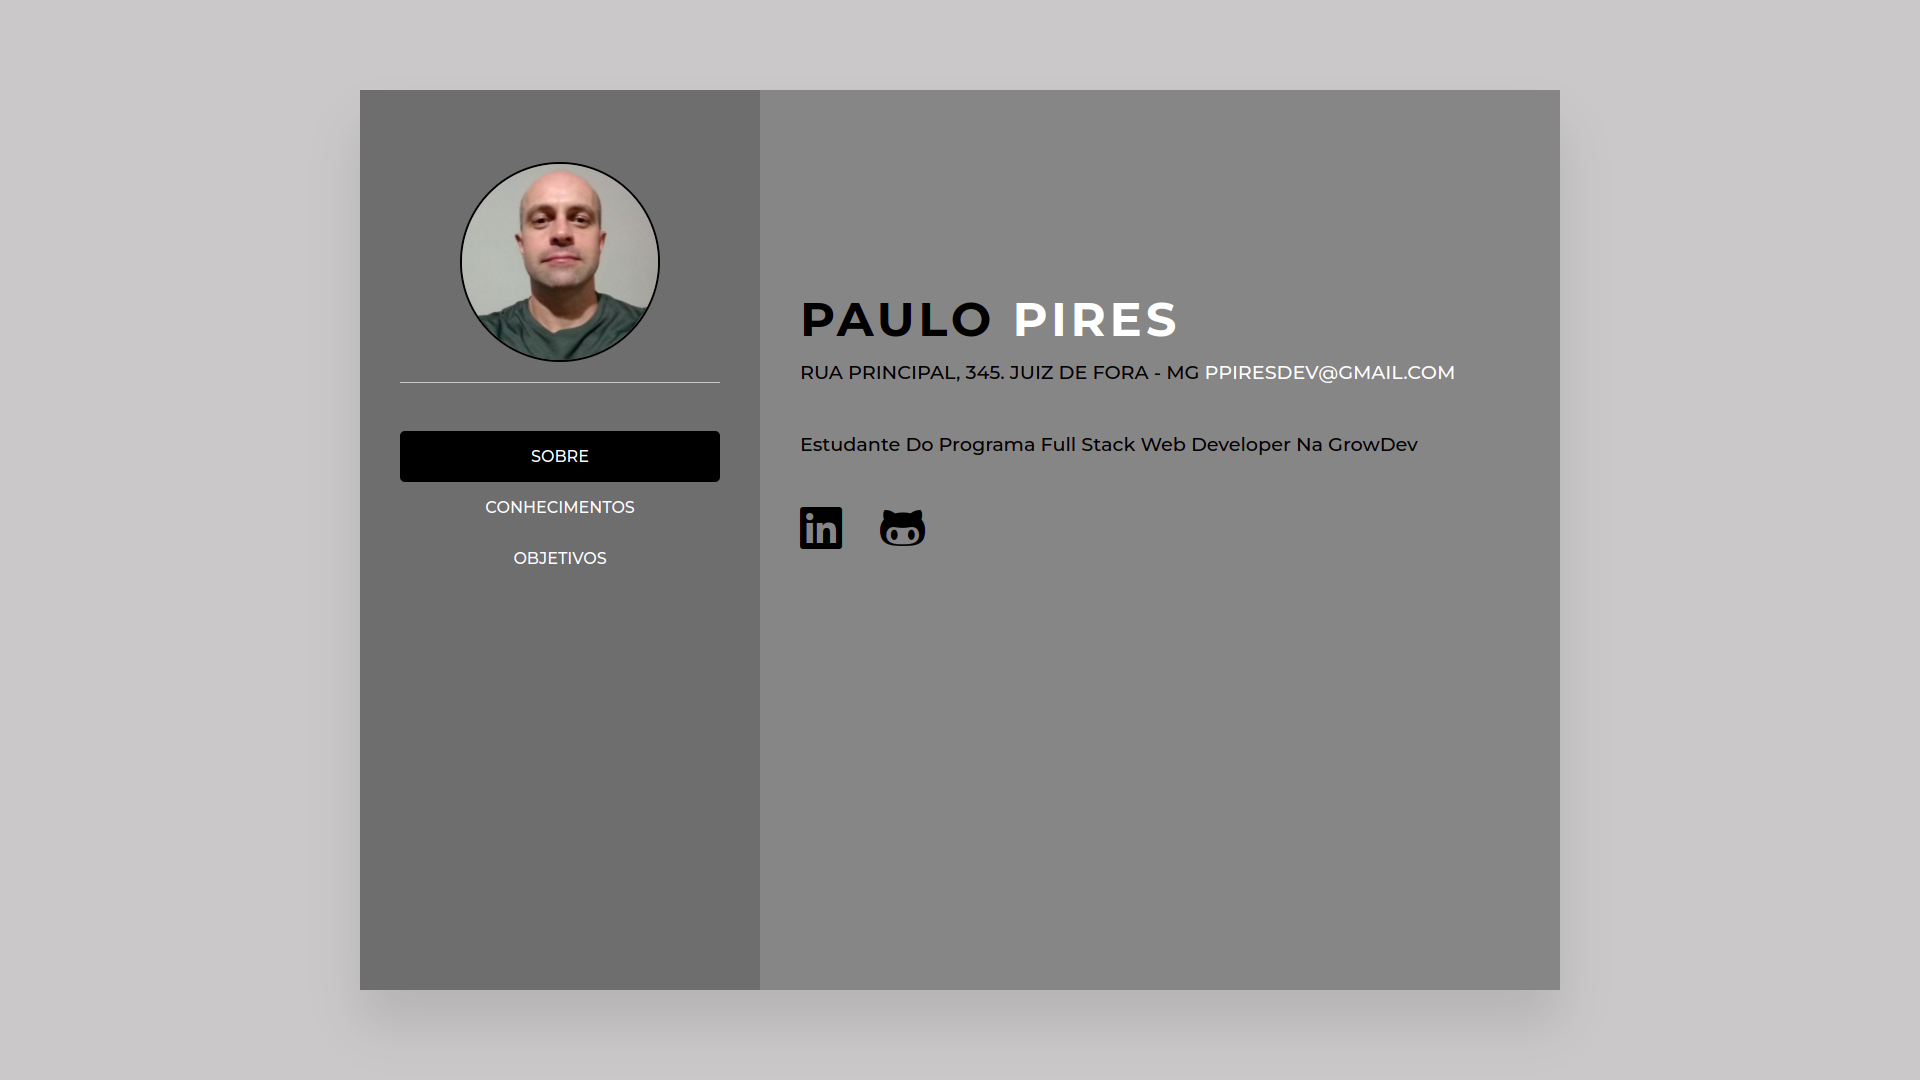 SOBRE
CONHECIMENTOS
OBJETIVOS
PAULO PIRES
RUA PRINCIPAL, 345. JUIZ DE FORA - MG PPIRESDEV@GMAIL.COM
Estudante Do Programa Full Stack Web Developer Na GrowDev
in